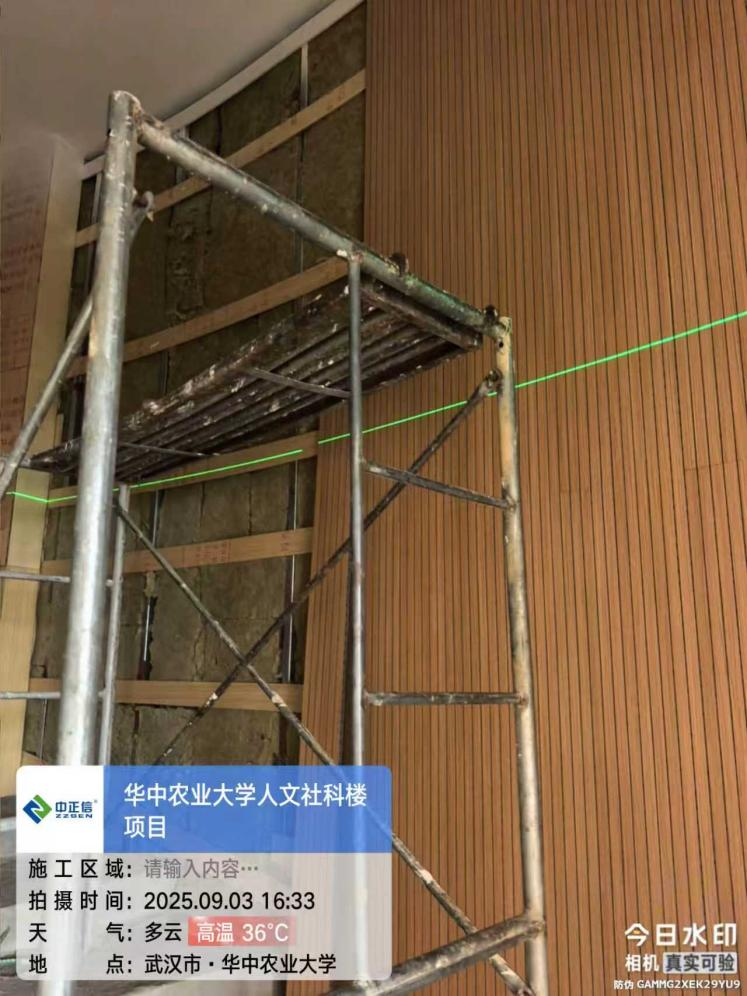 中正信®
ZZSEN
华中农业大学人文社科楼
项目
施工区域：请输入内容…
拍摄时间：2025.09.03 16:33
天气：多云 高温 36°C
地点：武汉市·华中农业大学
今日水印
相机 真实可验
防伪 GAMMG2XEK29YU9